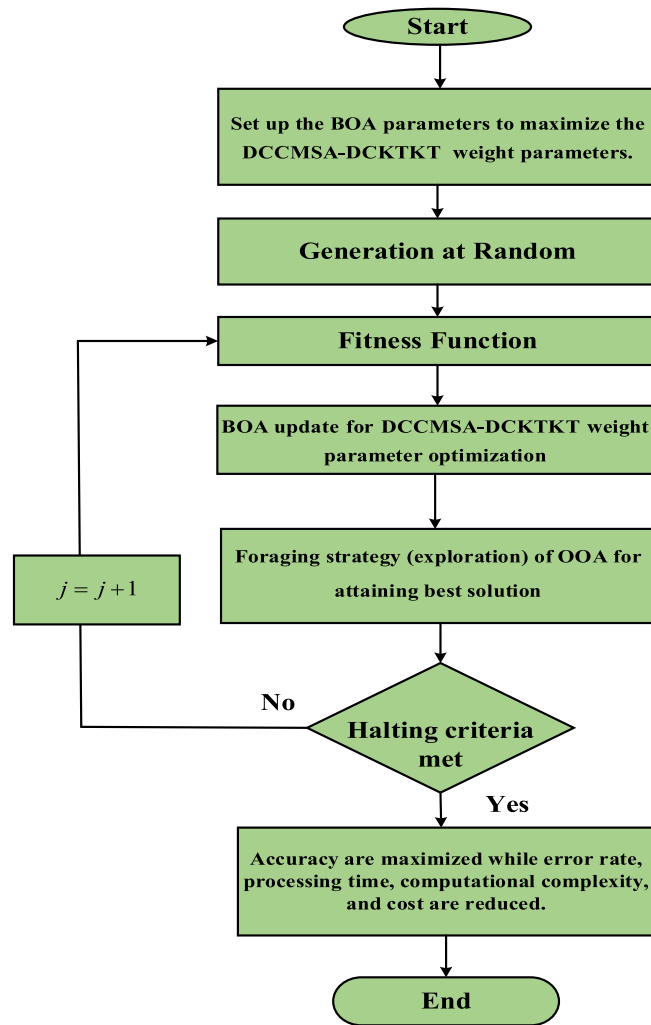 Start
Set up the BOA parameters to maximize the
DCCMSA-DCKTKT weight parameters.
Generation at Random
Fitness Function
BOA update for DCCMSA-DCKTKT weight
parameter optimization
Foraging strategy (exploration) of OOA for
attaining best solution
j = j +1
No
Halting criteria
met
Yes
Accuracy are maximized while error rate,
processing time, computational complexity,
and cost are reduced.
End